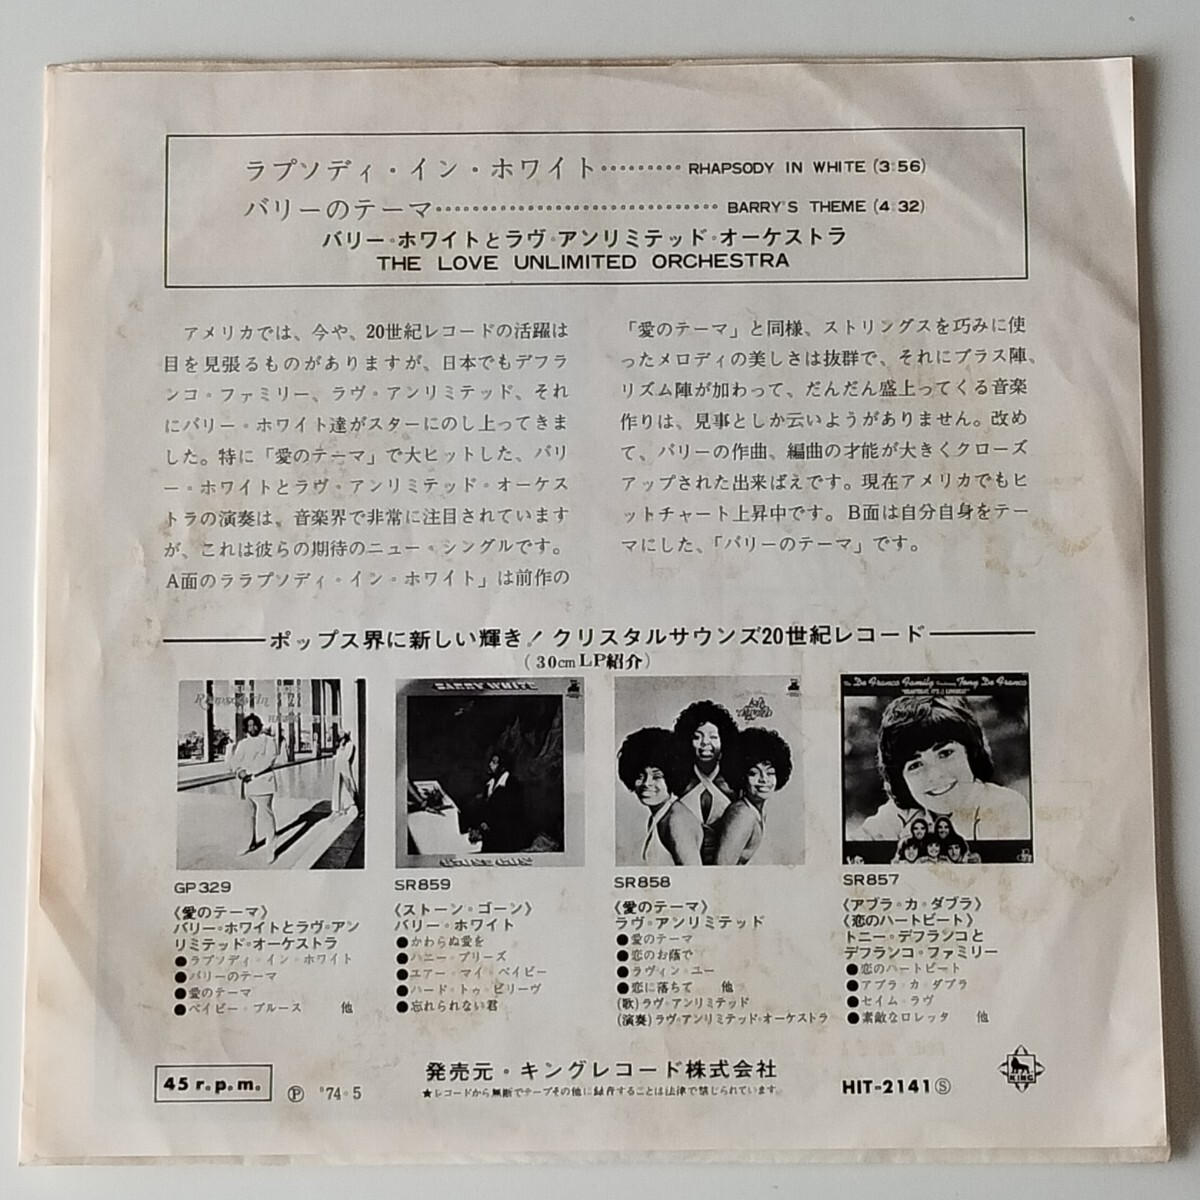 ラプソディ・イン・ホワイト・・・・・・・・・ RHAPSODY IN WHITE (3:56)
バリーのテーマ・・・・・・・・・・・・・・・・・・・・・・・・・・・・・・ BARRY'S THEME (4:32)
バリー・ホワイトとラヴ・アンリミテッド・オーケストラ
THE LOVE UNLIMITED ORCHESTRA
アメリカでは、今や、20世紀レコードの活躍は
目を見張るものがありますが、日本でもデフラ
ンコ・ファミリー、ラヴ・アンリミテッド、それ
にバリー・ホワイト達がスターにのし上ってきま
した。特に「愛のテーマ」で大ヒットした、バリ
ー・ホワイトとラヴ・アンリミテッド・オーケス
トラの演奏は、音楽界で非常に注目されています
が、これは彼らの期待のニュー・シングルです。
A面のララプソディ・イン・ホワイト」は前作の
「愛のテーマ」と同様、ストリングスを巧みに使
ったメロディの美しさは抜群で、それにブラス陣、
リズム陣が加わって、だんだん盛上ってくる音楽
作りは、見事としか云いようがありません。改め
て、バリーの作曲、編曲の才能が大きくクローズ
アップされた出来ばえです。現在アメリカでもヒ
ットチャート上昇中です。B面は自分自身をテー
マにした、「バリーのテーマ」です。
ポップス界に新しい輝き！クリスタルサウンズ20世紀レコード
(30cm LP紹介)
Rhapsody in White
BARRY WHITE
STONE GON'
Love Unlimited
The De Franco Family featuring Tony De Franco
"HEARTBEAT, IT'S A LOVEBEAT"
GP329
《愛のテーマ》
バリー・ホワイトとラヴ・アン
リミテッド・オーケストラ
●ラプソディ・イン・ホワイト
●バリーのテーマ
●愛のテーマ
●ベイビー・ブルース 他
SR859
《ストーン・ゴーン》
バリー・ホワイト
●かわらぬ愛を
●ハニー・プリーズ
●ユアー・マイ・ベイビー
●ハード・トゥ・ビリーヴ
●忘れられない君
SR858
《愛のテーマ》
ラヴ・アンリミテッド
●愛のテーマ
●恋のお蔭で
●ラヴィン・ユー
●恋に落ちて 他
(歌)ラヴ・アンリミテッド
(演奏)ラヴ・アンリミテッド・オーケストラ
SR857
《アブラ・カ・ダブラ》
《恋のハートビート》
トニー・デフランコと
デフランコ・ファミリー
●恋のハートビート
●アブラ・カ・ダブラ
●セイム・ラヴ
●素敵なロレッタ 他
45 r.p.m.
Ⓟ '74・5
発売元・キングレコード株式会社
★レコードから無断でテープその他に録音することは法律で禁じられています。
HIT-2141 Ⓢ
KING